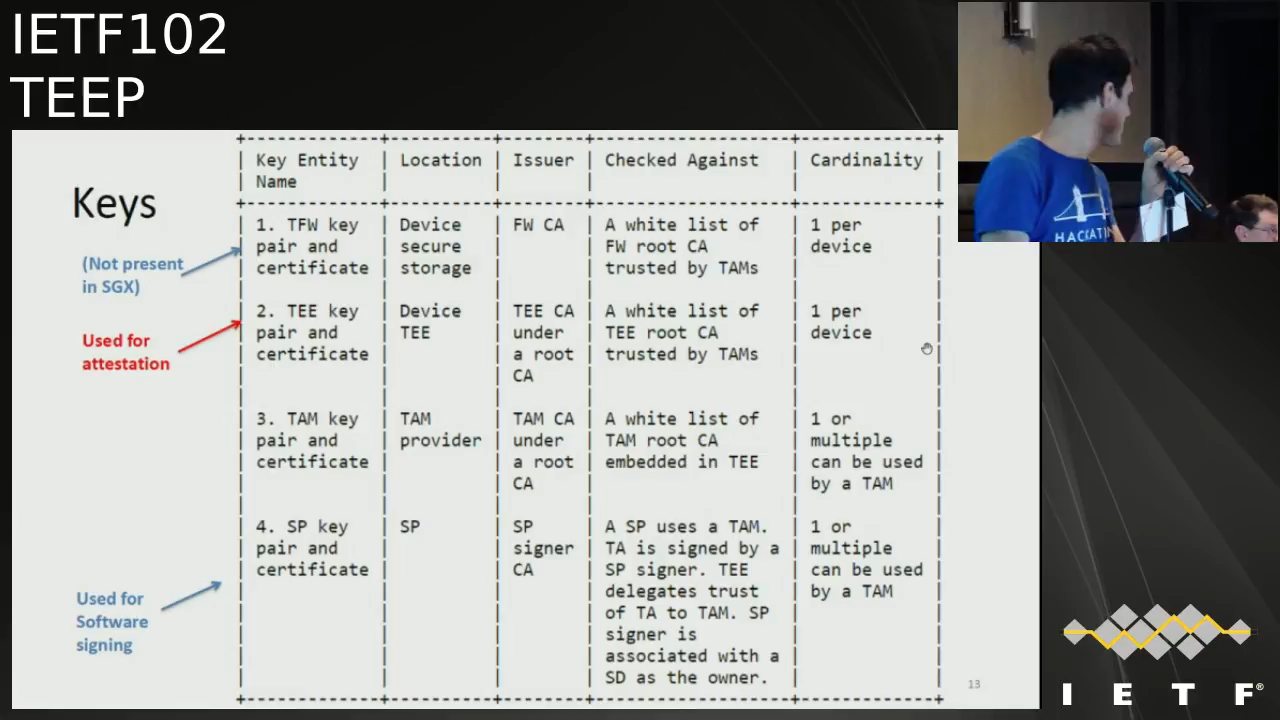 IETF102
TEEP
Keys
(Not present
in SGX)
Used for
attestation
Used for
Software
signing
Key Entity Name | Location | Issuer | Checked Against | Cardinality
1. TFW key pair and certificate | Device secure storage | FW CA | A white list of FW root CA trusted by TAMs | 1 per device
2. TEE key pair and certificate | Device TEE | TEE CA under a root CA | A white list of TEE root CA trusted by TAMs | 1 per device
3. TAM key pair and certificate | TAM provider | TAM CA under a root CA | A white list of TAM root CA embedded in TEE | 1 or multiple can be used by a TAM
4. SP key pair and certificate | SP | SP signer CA | A SP uses a TAM. TA is signed by a SP signer. TEE delegates trust of TA to TAM. SP signer is associated with a SD as the owner. | 1 or multiple can be used by a TAM
13
IETF®